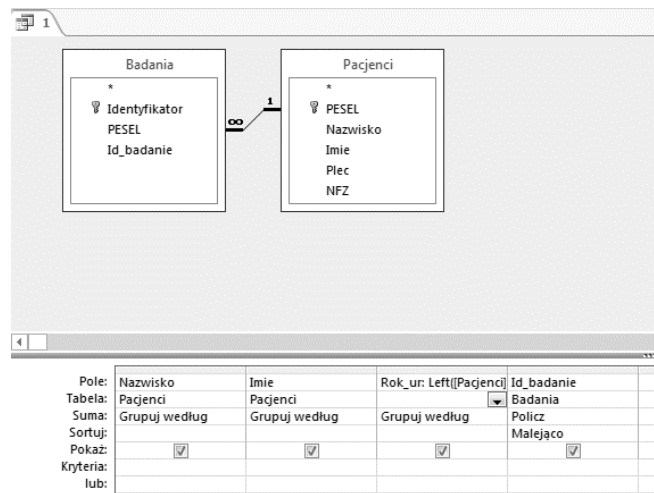 1
Badania
*
Identyfikator
PESEL
Id_badanie
∞
1
Pacjenci
*
PESEL
Nazwisko
Imie
Plec
NFZ
Pole: Nazwisko Imie Rok_ur: Left([Pacjenci] Id_badanie
Tabela: Pacjenci Pacjenci Badania
Suma: Grupuj według Grupuj według Grupuj według Policz
Sortuj: Malejąco
Pokaż:
Kryteria:
lub: